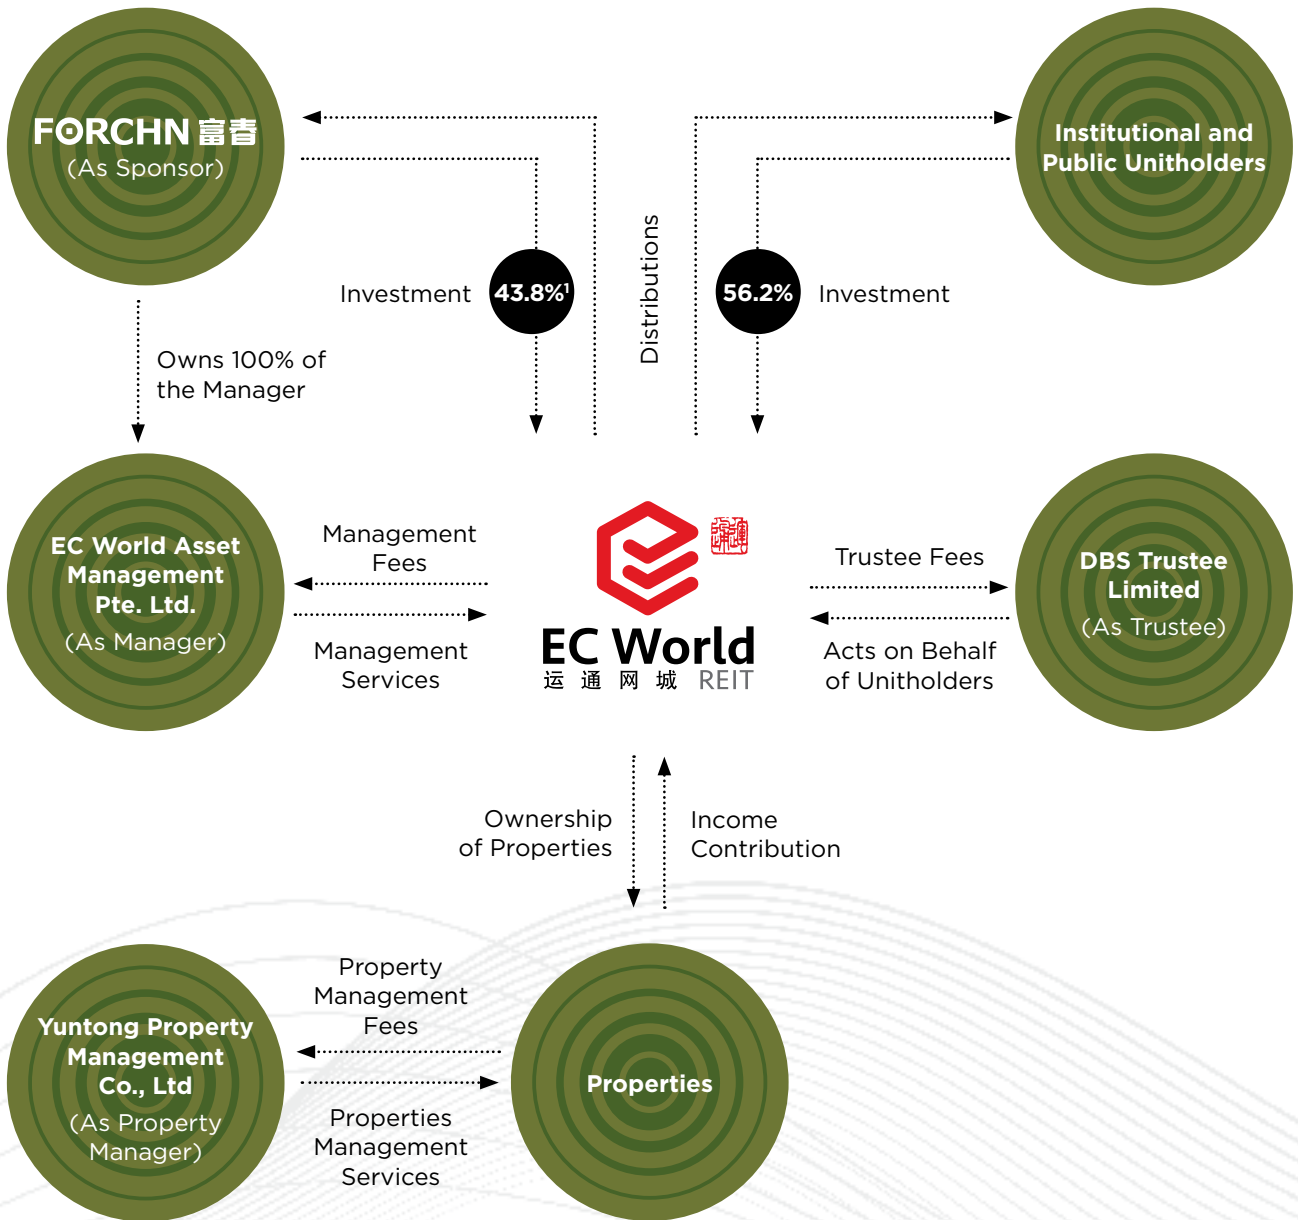 FORCHN 富春
(As Sponsor)
Institutional and
Public Unitholders
Distributions
Investment
43.8%¹
56.2%
Investment
Owns 100% of
the Manager
EC World Asset
Management
Pte. Ltd.
(As Manager)
Management
Fees
Management
Services
EC World
运通网城 REIT
Trustee Fees
Acts on Behalf
of Unitholders
DBS Trustee
Limited
(As Trustee)
Ownership
of Properties
Income
Contribution
Yuntong Property
Management
Co., Ltd
(As Property
Manager)
Property
Management
Fees
Properties
Management
Services
Properties